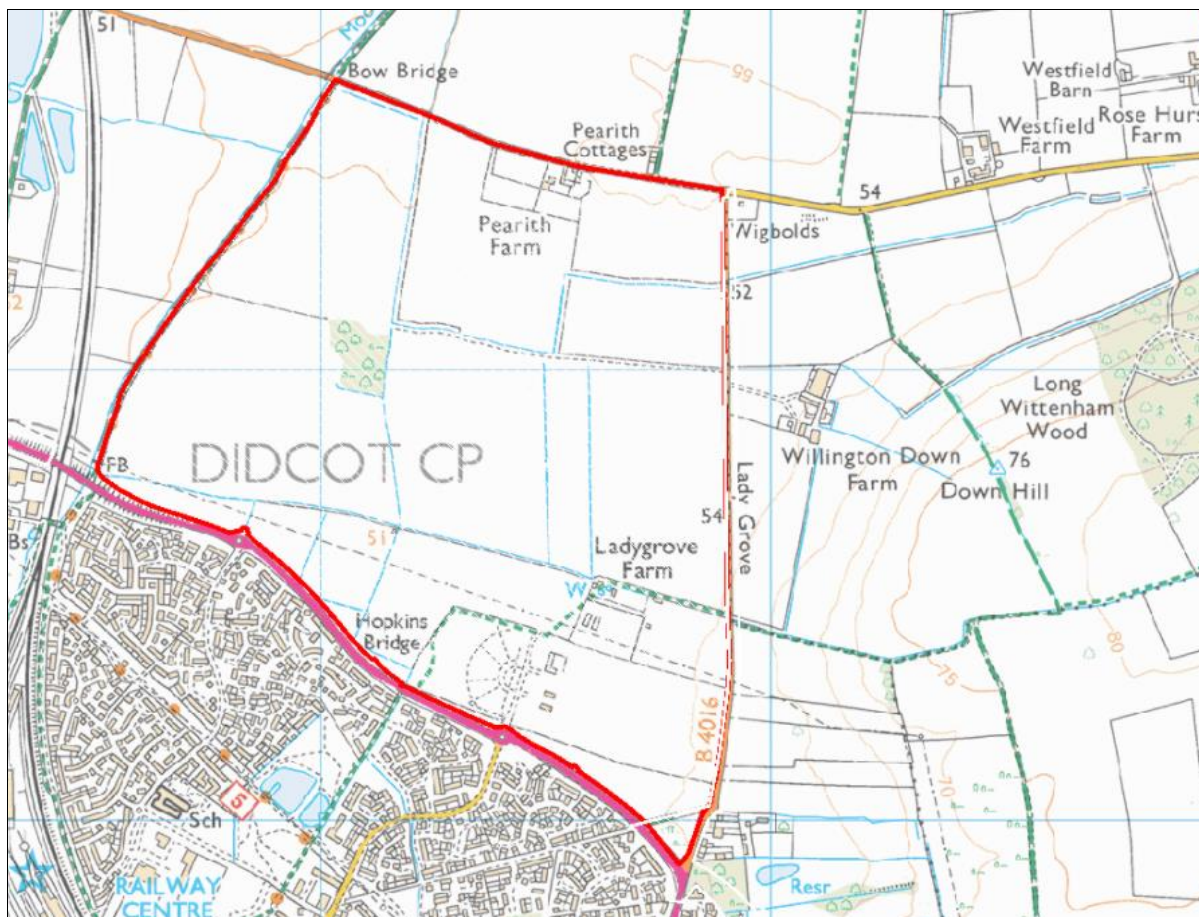 51
Bow Bridge
55
Westfield
Barn
Westfield
Farm
Rose Hurs
Farm
Pearith
Cottages
54
Pearith
Farm
Wigbolds
52
Long
Wittenham
Wood
DIDCOT CP
FB
Willington Down
Farm
76
Down Hill
Lady Grove
54
51
Bs
Ladygrove
Farm
W
Hopkins
Bridge
80
75
B 4016
70
5
Sch
RAILWAY
CENTRE
Resr